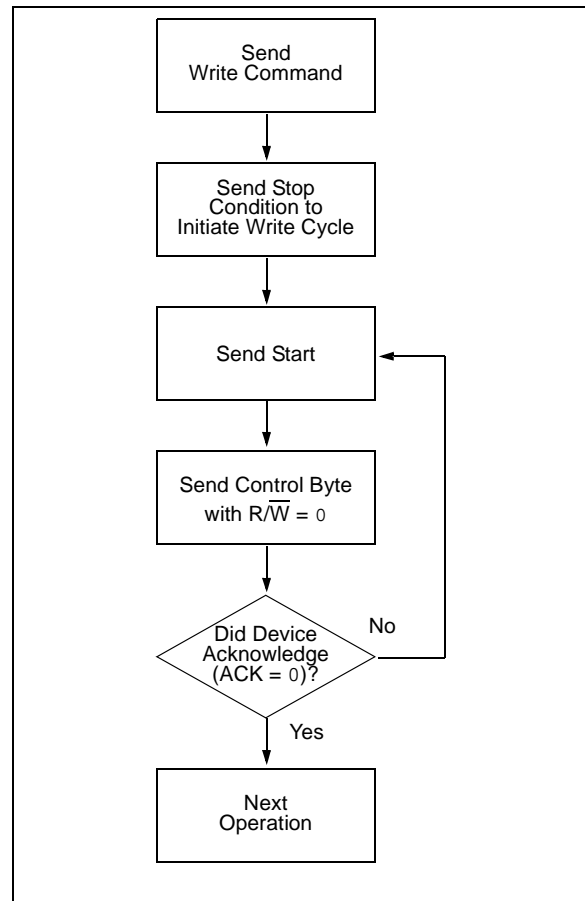 Send
Write Command
Send Stop
Condition to
Initiate Write Cycle
Send Start
Send Control Byte
with R/W̅ = 0
Did Device
Acknowledge
(ACK = 0)?
No
Yes
Next
Operation